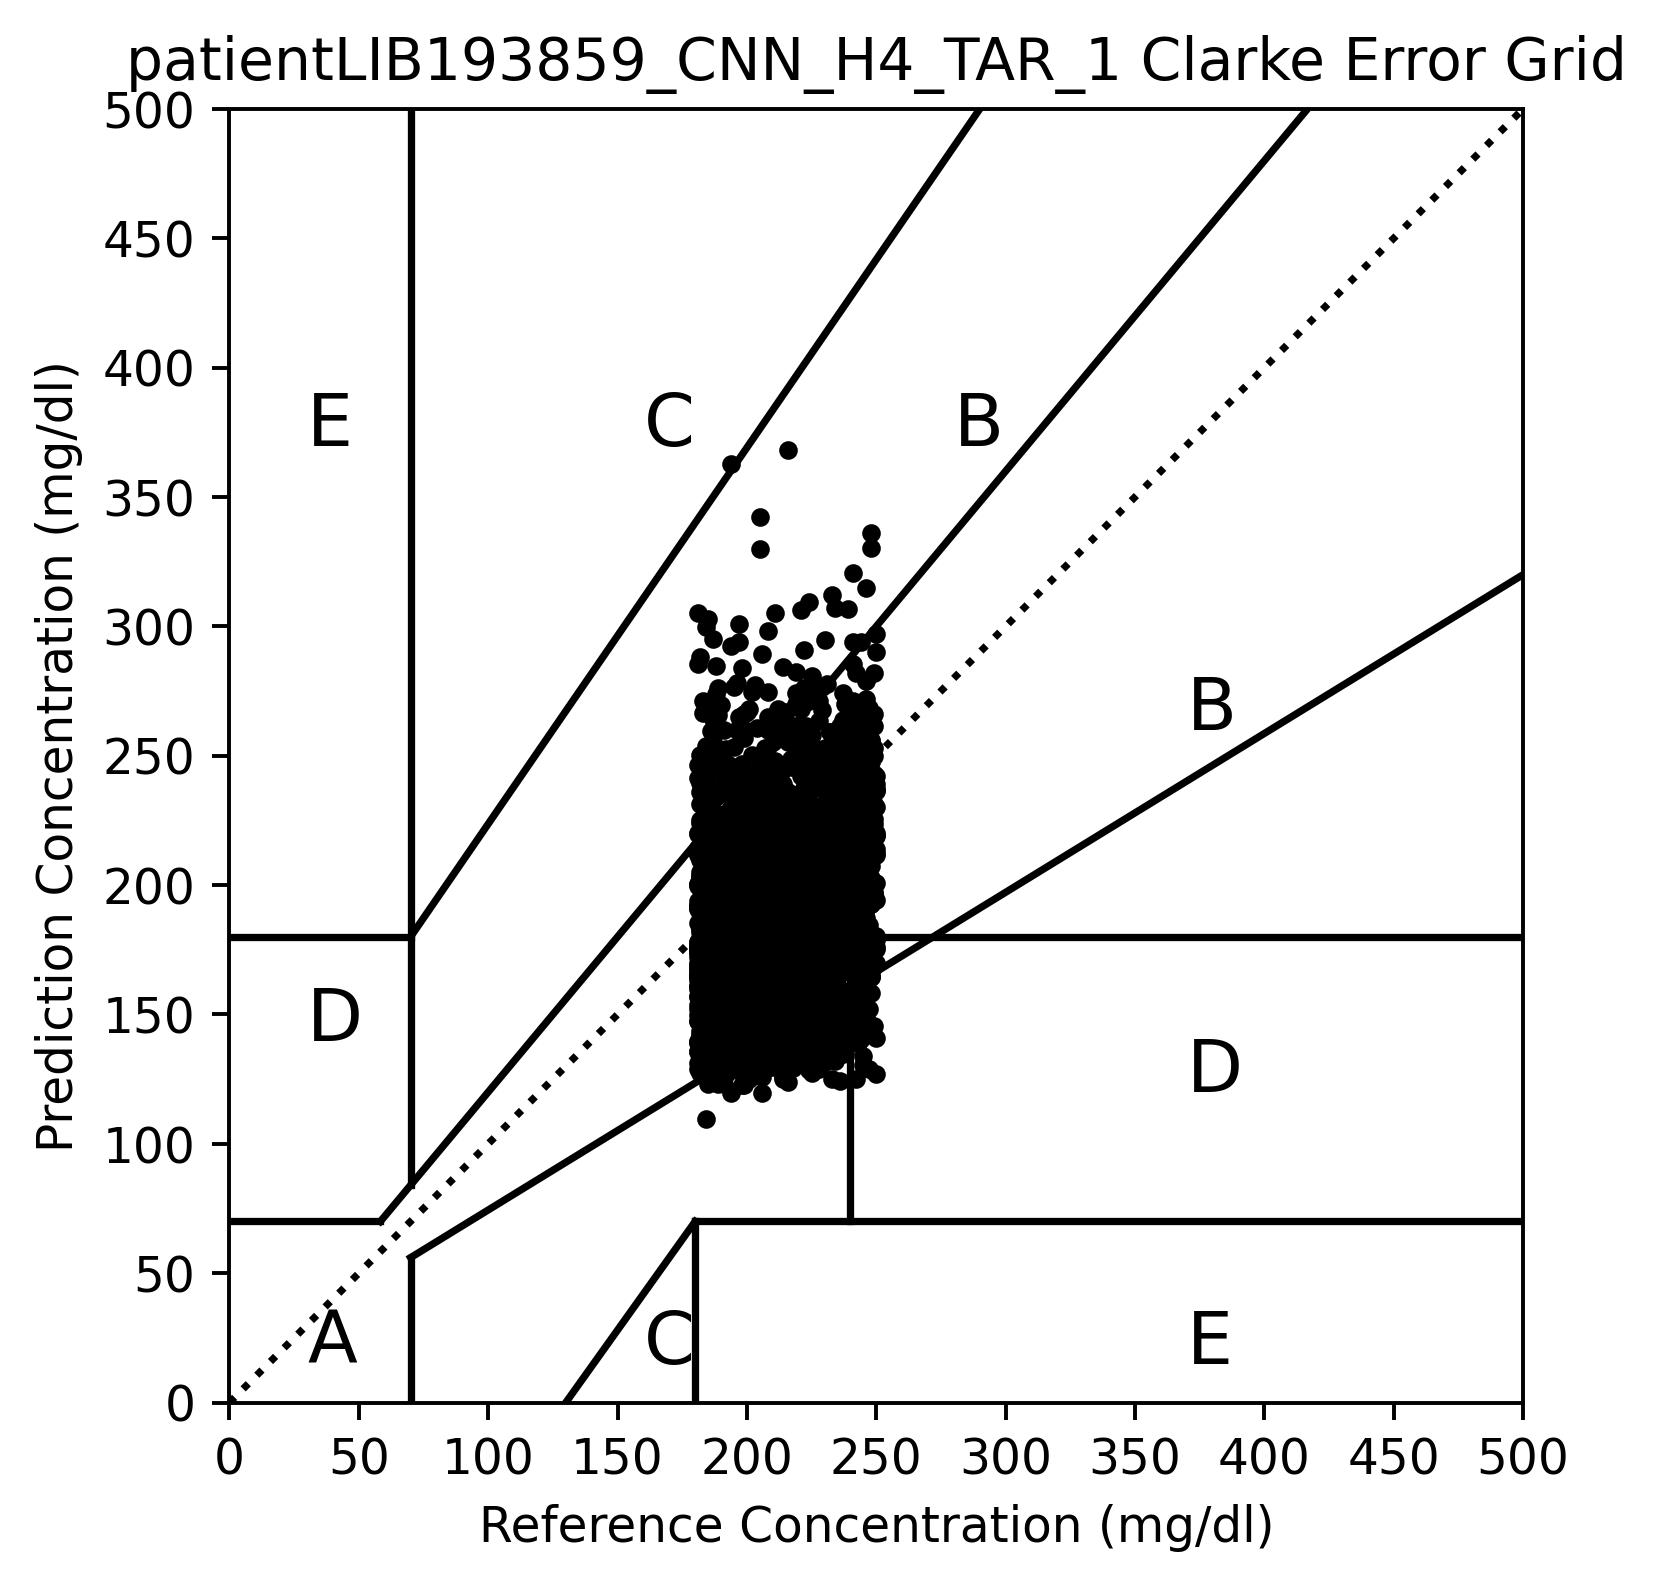 patientLIB193859_CNN_H4_TAR_1 Clarke Error Grid
500
450
400
350
300
250
200
150
100
50
0
Prediction Concentration (mg/dl)
E
C
B
B
D
D
A
C
E
0 50 100 150 200 250 300 350 400 450 500
Reference Concentration (mg/dl)